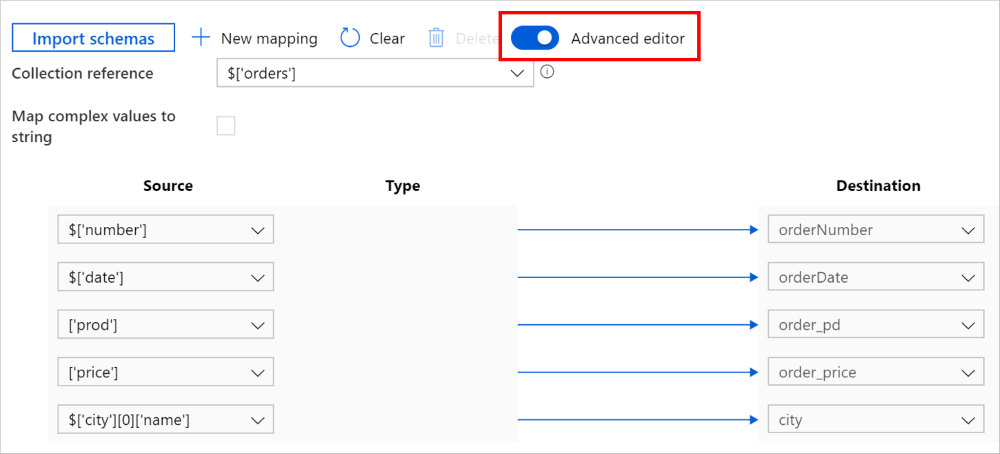 Import schemas New mapping Clear Delete Advanced editor
Collection reference $['orders']
Map complex values to
string
Source Type Destination
$['number'] orderNumber
$['date'] orderDate
['prod'] order_pd
['price'] order_price
$['city'][0]['name'] city